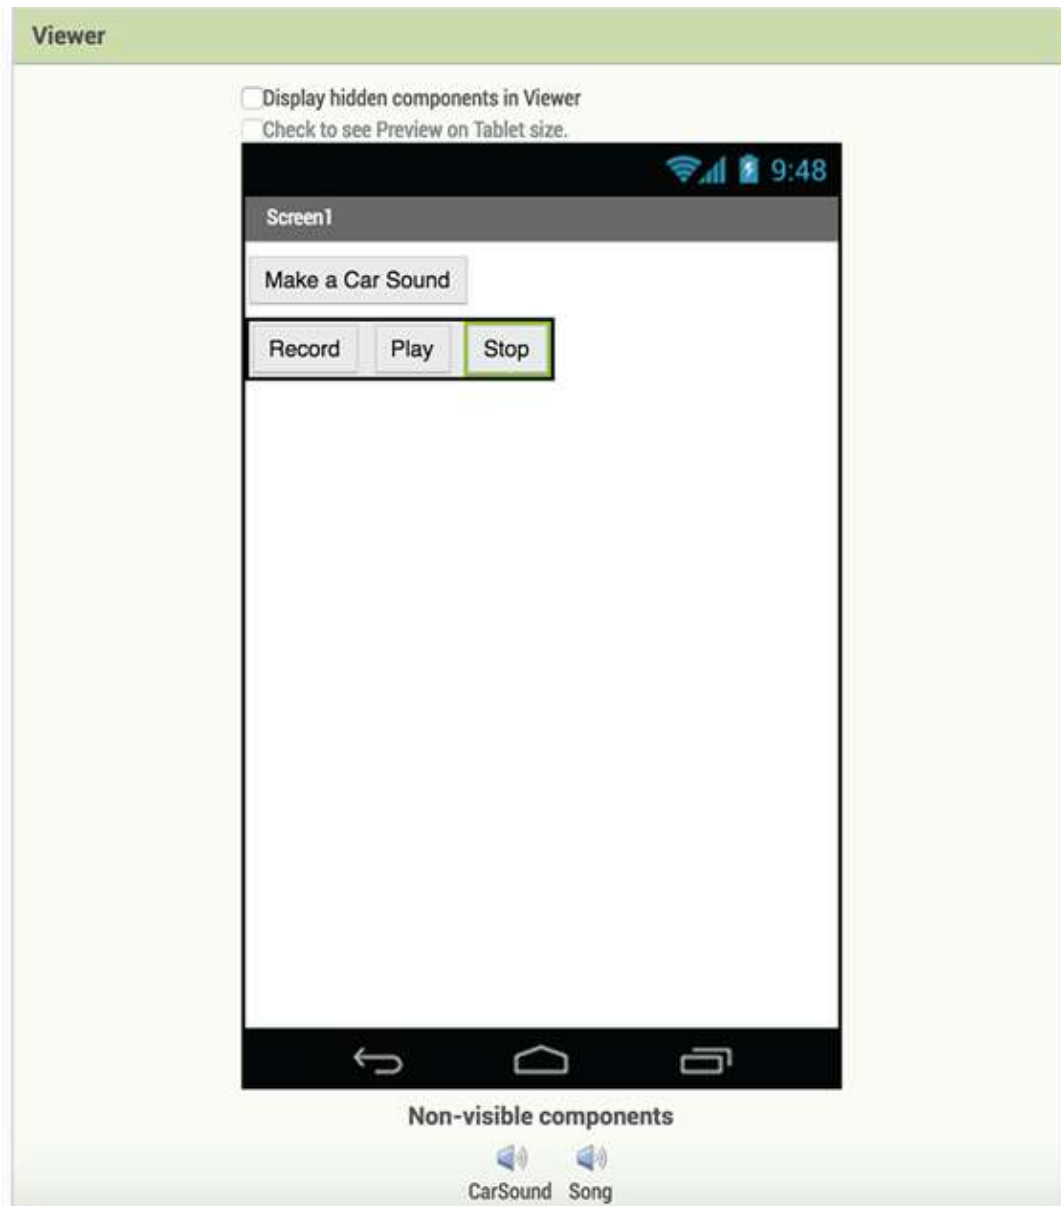 Viewer
Display hidden components in Viewer
Check to see Preview on Tablet size.
9:48
Screen1
Make a Car Sound
Record Play Stop
Non-visible components
CarSound Song